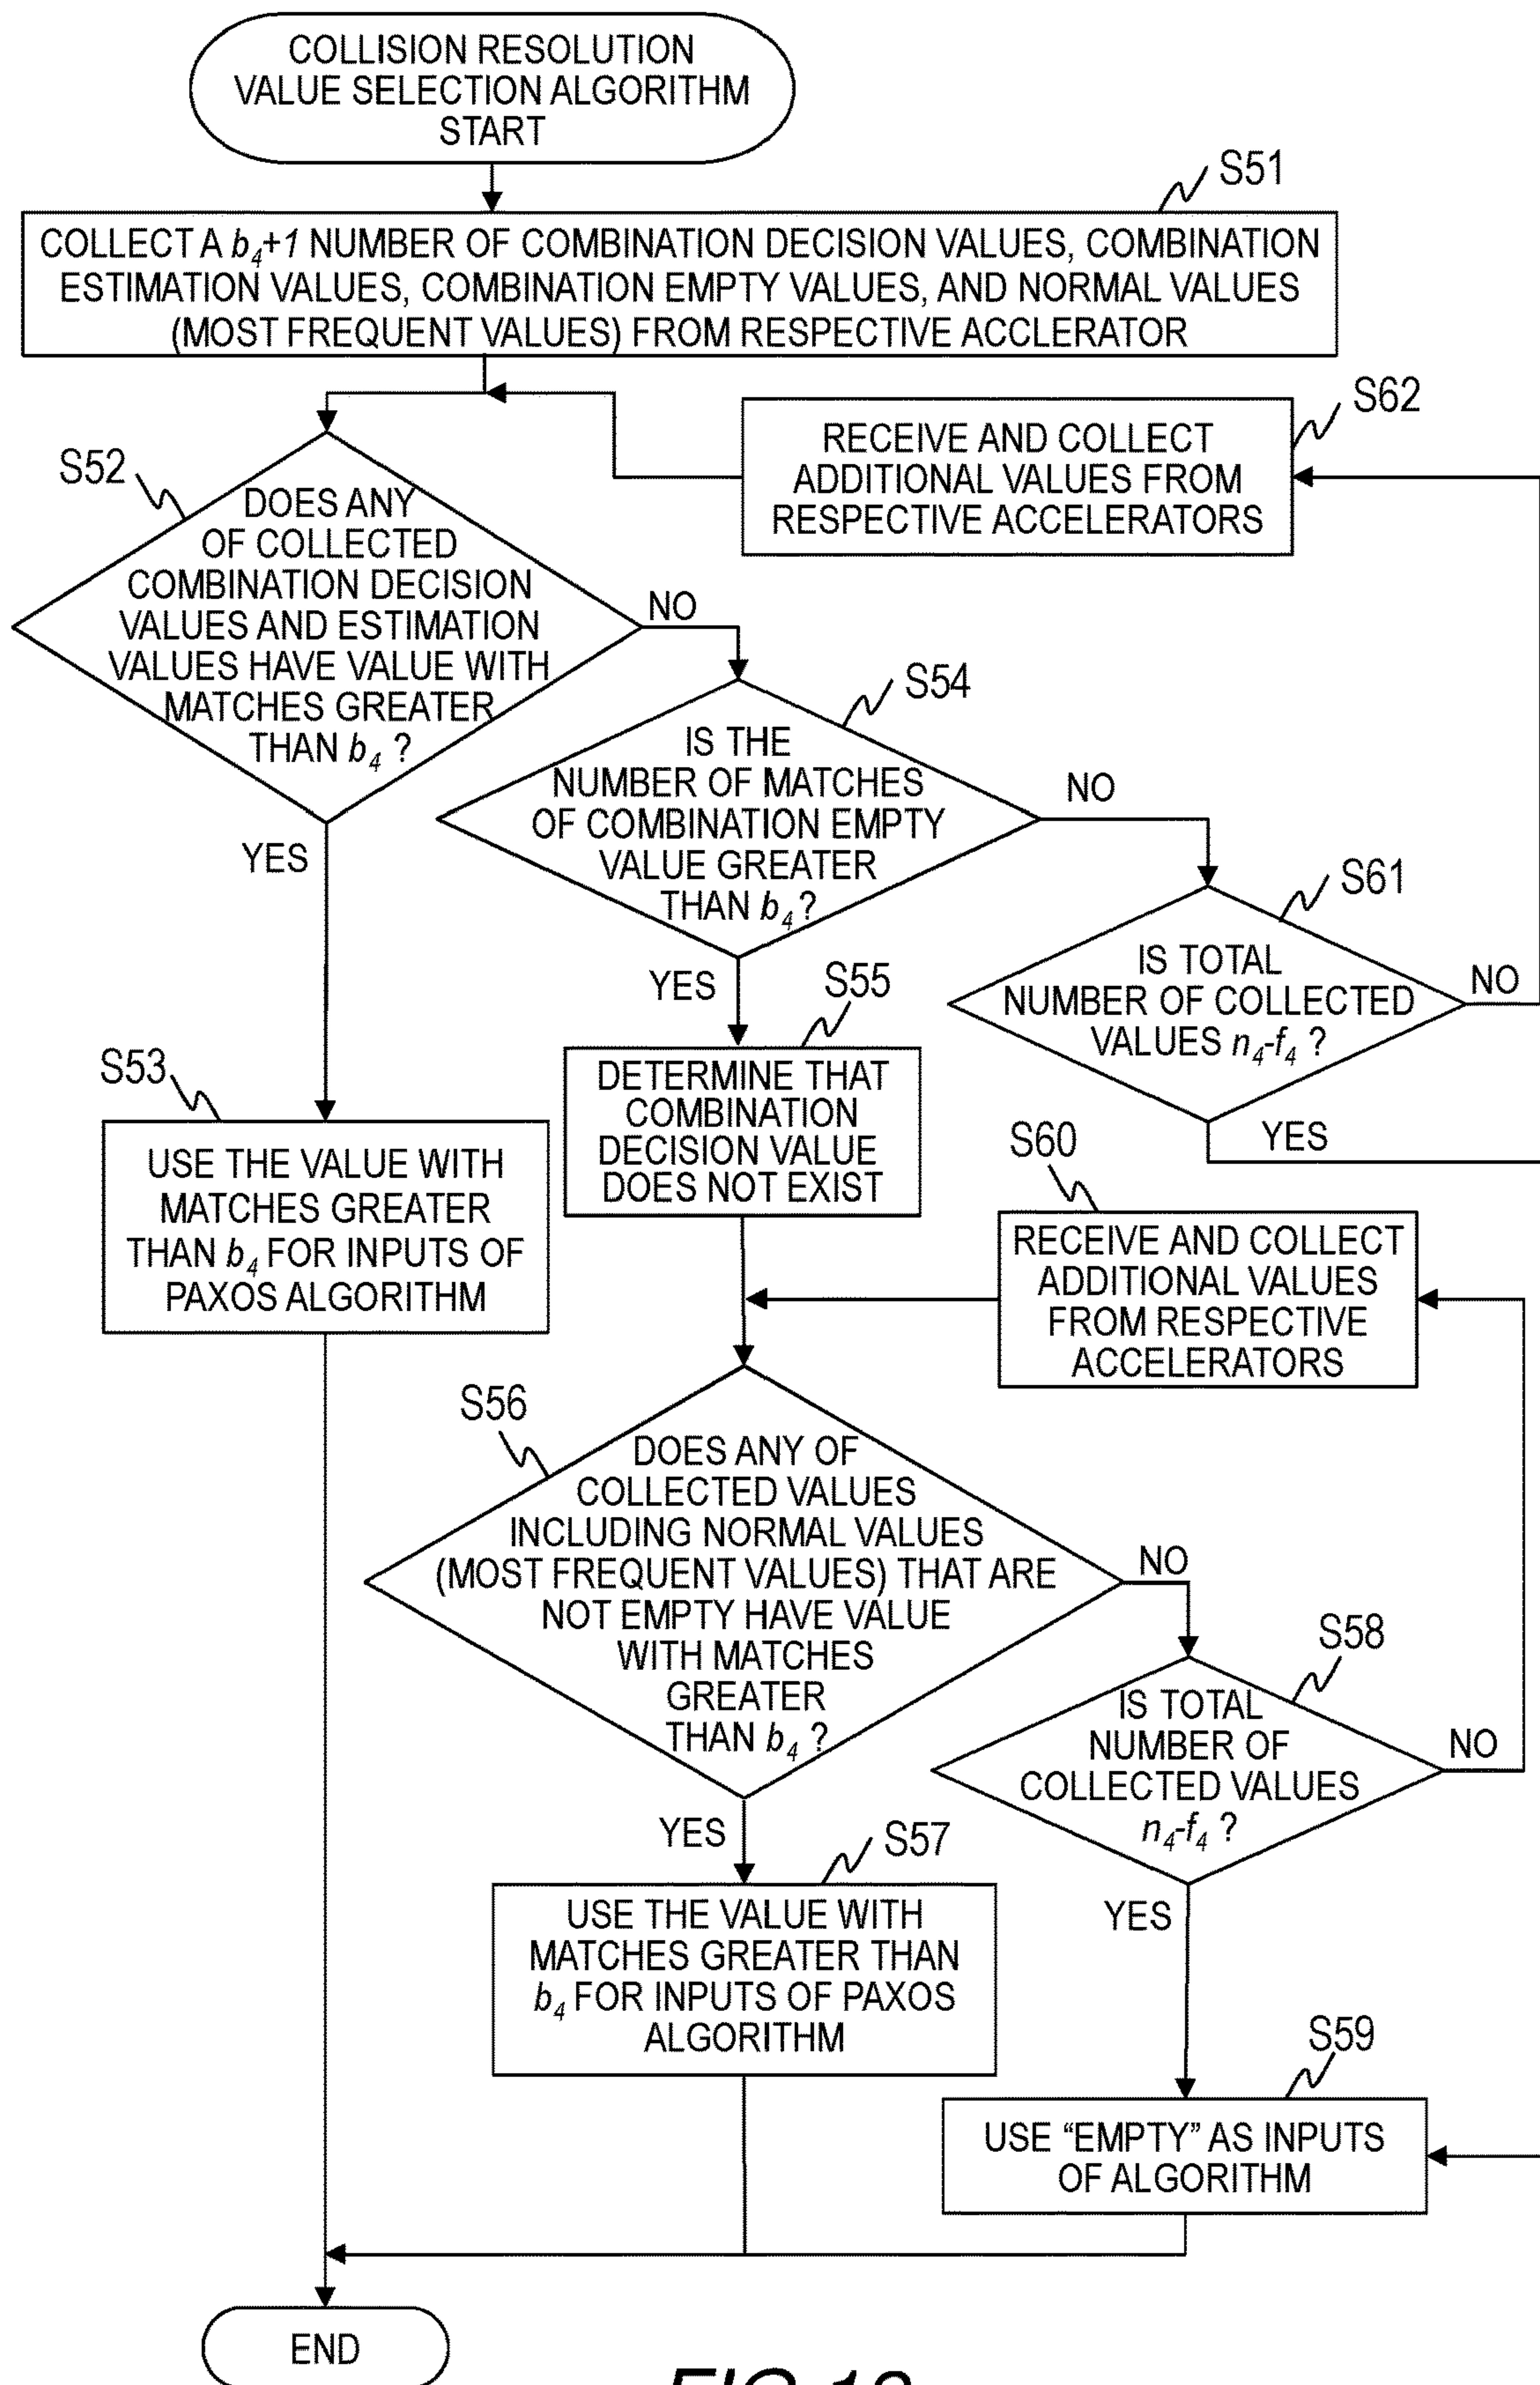 COLLISION RESOLUTION
VALUE SELECTION ALGORITHM
START
S51
COLLECT A b4+1 NUMBER OF COMBINATION DECISION VALUES, COMBINATION
ESTIMATION VALUES, COMBINATION EMPTY VALUES, AND NORMAL VALUES
(MOST FREQUENT VALUES) FROM RESPECTIVE ACCLERATOR
S62
RECEIVE AND COLLECT
ADDITIONAL VALUES FROM
RESPECTIVE ACCELERATORS
S52
DOES ANY
OF COLLECTED
COMBINATION DECISION
VALUES AND ESTIMATION
VALUES HAVE VALUE WITH
MATCHES GREATER
THAN b4 ?
NO
YES
S54
IS THE
NUMBER OF MATCHES
OF COMBINATION EMPTY
VALUE GREATER
THAN b4 ?
NO
YES
S61
IS TOTAL
NUMBER OF COLLECTED
VALUES n4-f4 ?
NO
YES
S53
USE THE VALUE WITH
MATCHES GREATER
THAN b4 FOR INPUTS OF
PAXOS ALGORITHM
S55
DETERMINE THAT
COMBINATION
DECISION VALUE
DOES NOT EXIST
S60
RECEIVE AND COLLECT
ADDITIONAL VALUES
FROM RESPECTIVE
ACCELERATORS
S56
DOES ANY OF
COLLECTED VALUES
INCLUDING NORMAL VALUES
(MOST FREQUENT VALUES) THAT ARE
NOT EMPTY HAVE VALUE
WITH MATCHES
GREATER
THAN b4 ?
NO
YES
S58
IS TOTAL
NUMBER OF
COLLECTED VALUES
n4-f4 ?
NO
YES
S57
USE THE VALUE WITH
MATCHES GREATER THAN
b4 FOR INPUTS OF PAXOS
ALGORITHM
S59
USE “EMPTY” AS INPUTS
OF ALGORITHM
END